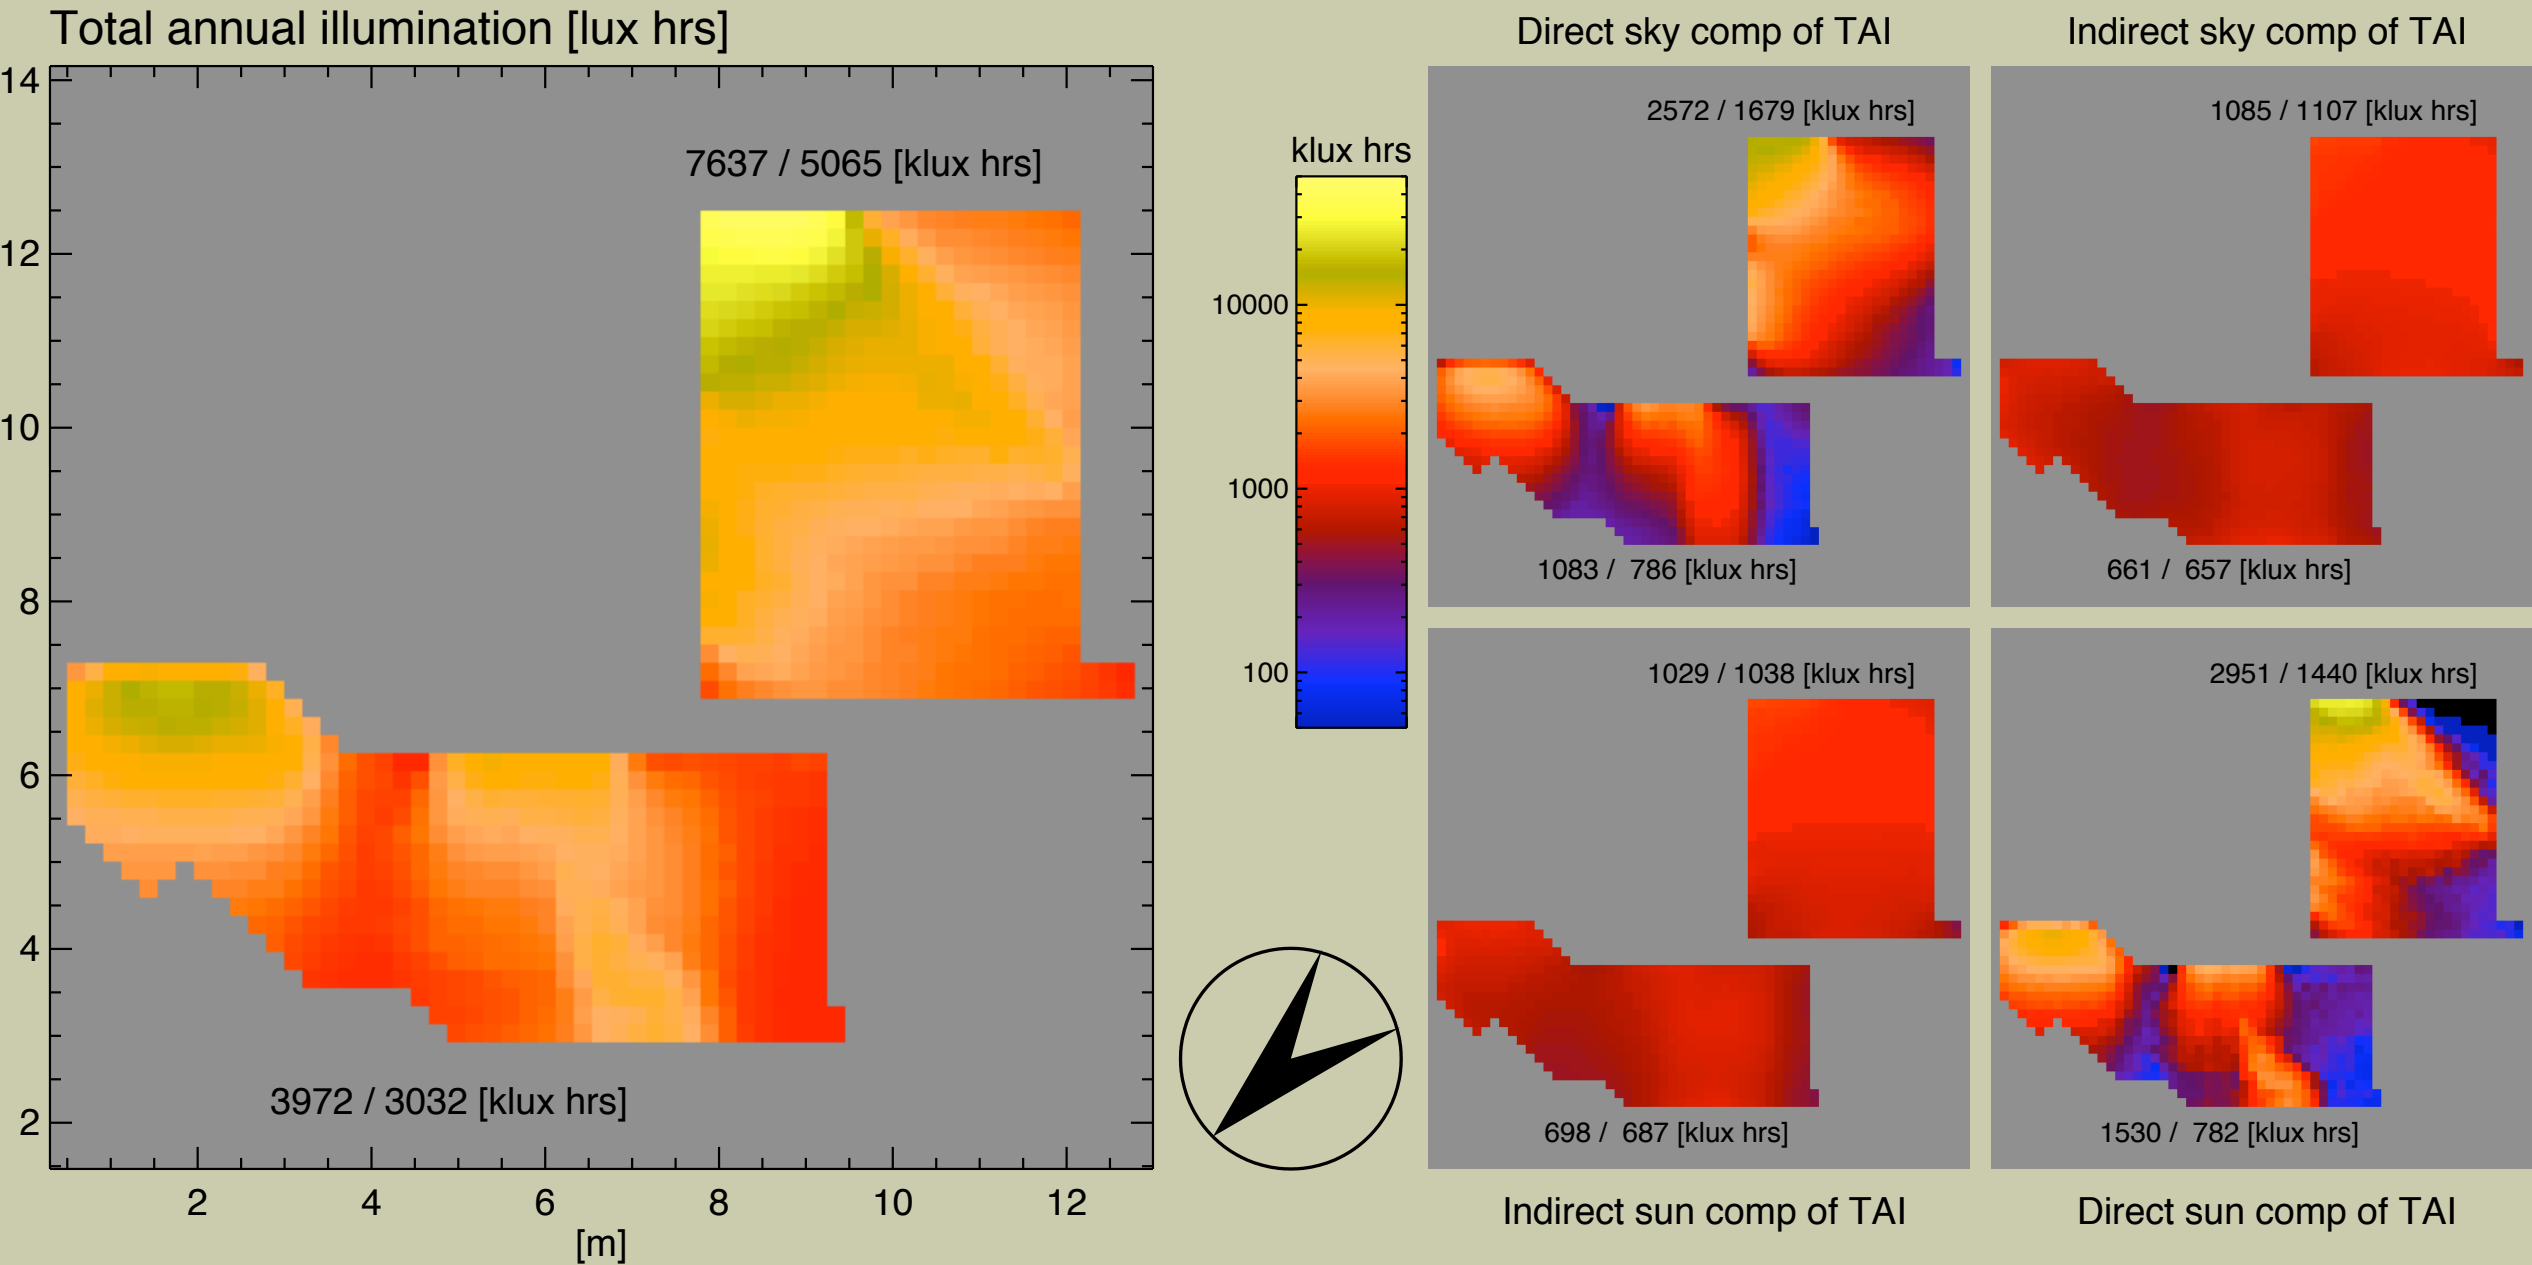 Total annual illumination [lux hrs]
14
12
10
8
6
4
2
7637 / 5065 [klux hrs]
3972 / 3032 [klux hrs]
2 4 6 8 10 12
[m]
klux hrs
10000
1000
100
Direct sky comp of TAI
2572 / 1679 [klux hrs]
1083 / 786 [klux hrs]
Indirect sky comp of TAI
1085 / 1107 [klux hrs]
661 / 657 [klux hrs]
1029 / 1038 [klux hrs]
698 / 687 [klux hrs]
Indirect sun comp of TAI
2951 / 1440 [klux hrs]
1530 / 782 [klux hrs]
Direct sun comp of TAI